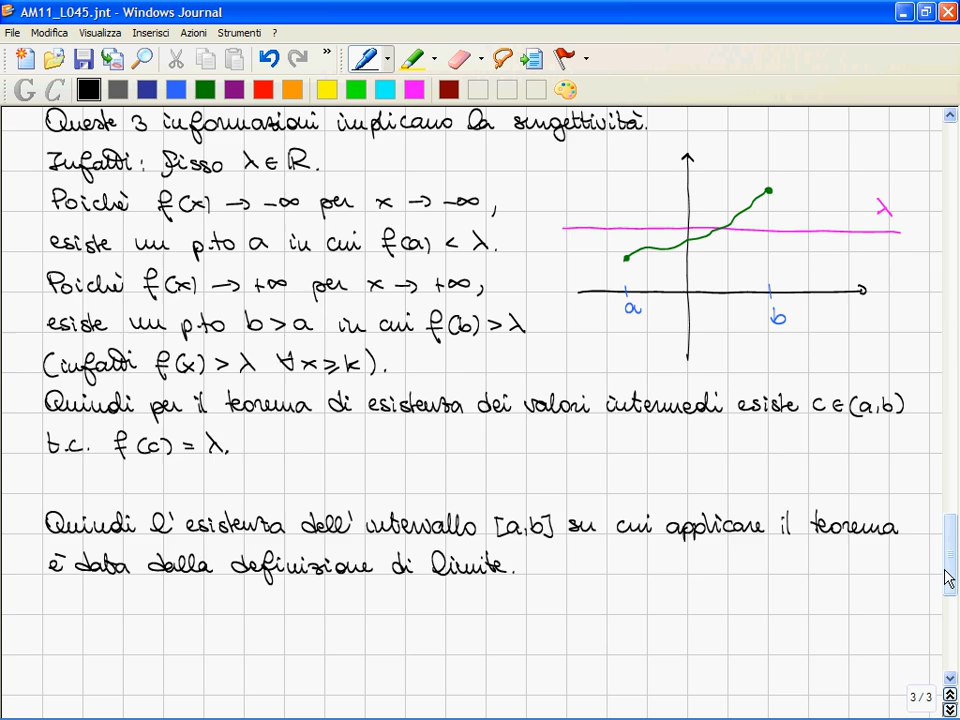 AM11_L045.jnt - Windows Journal
File Modifica Visualizza Inserisci Azioni Strumenti ?
Queste 3 informazioni implicano la surgettività.
Infatti: fisso λ ∈ ℝ.
Poichè f(x) → -∞ per x → -∞,
esiste un p.to a in cui f(a) < λ.
Poichè f(x) → +∞ per x → +∞,
esiste un p.to b > a in cui f(b) > λ
(infatti f(x) > λ ∀x ≥ k).
Quindi per il teorema di esistenza dei valori intermedi esiste c ∈ (a,b)
t.c. f(c) = λ.
Quindi l'esistenza dell'intervallo [a,b] su cui applicare il teorema
è data dalla definizione di limite.
λ
a
b
3 / 3